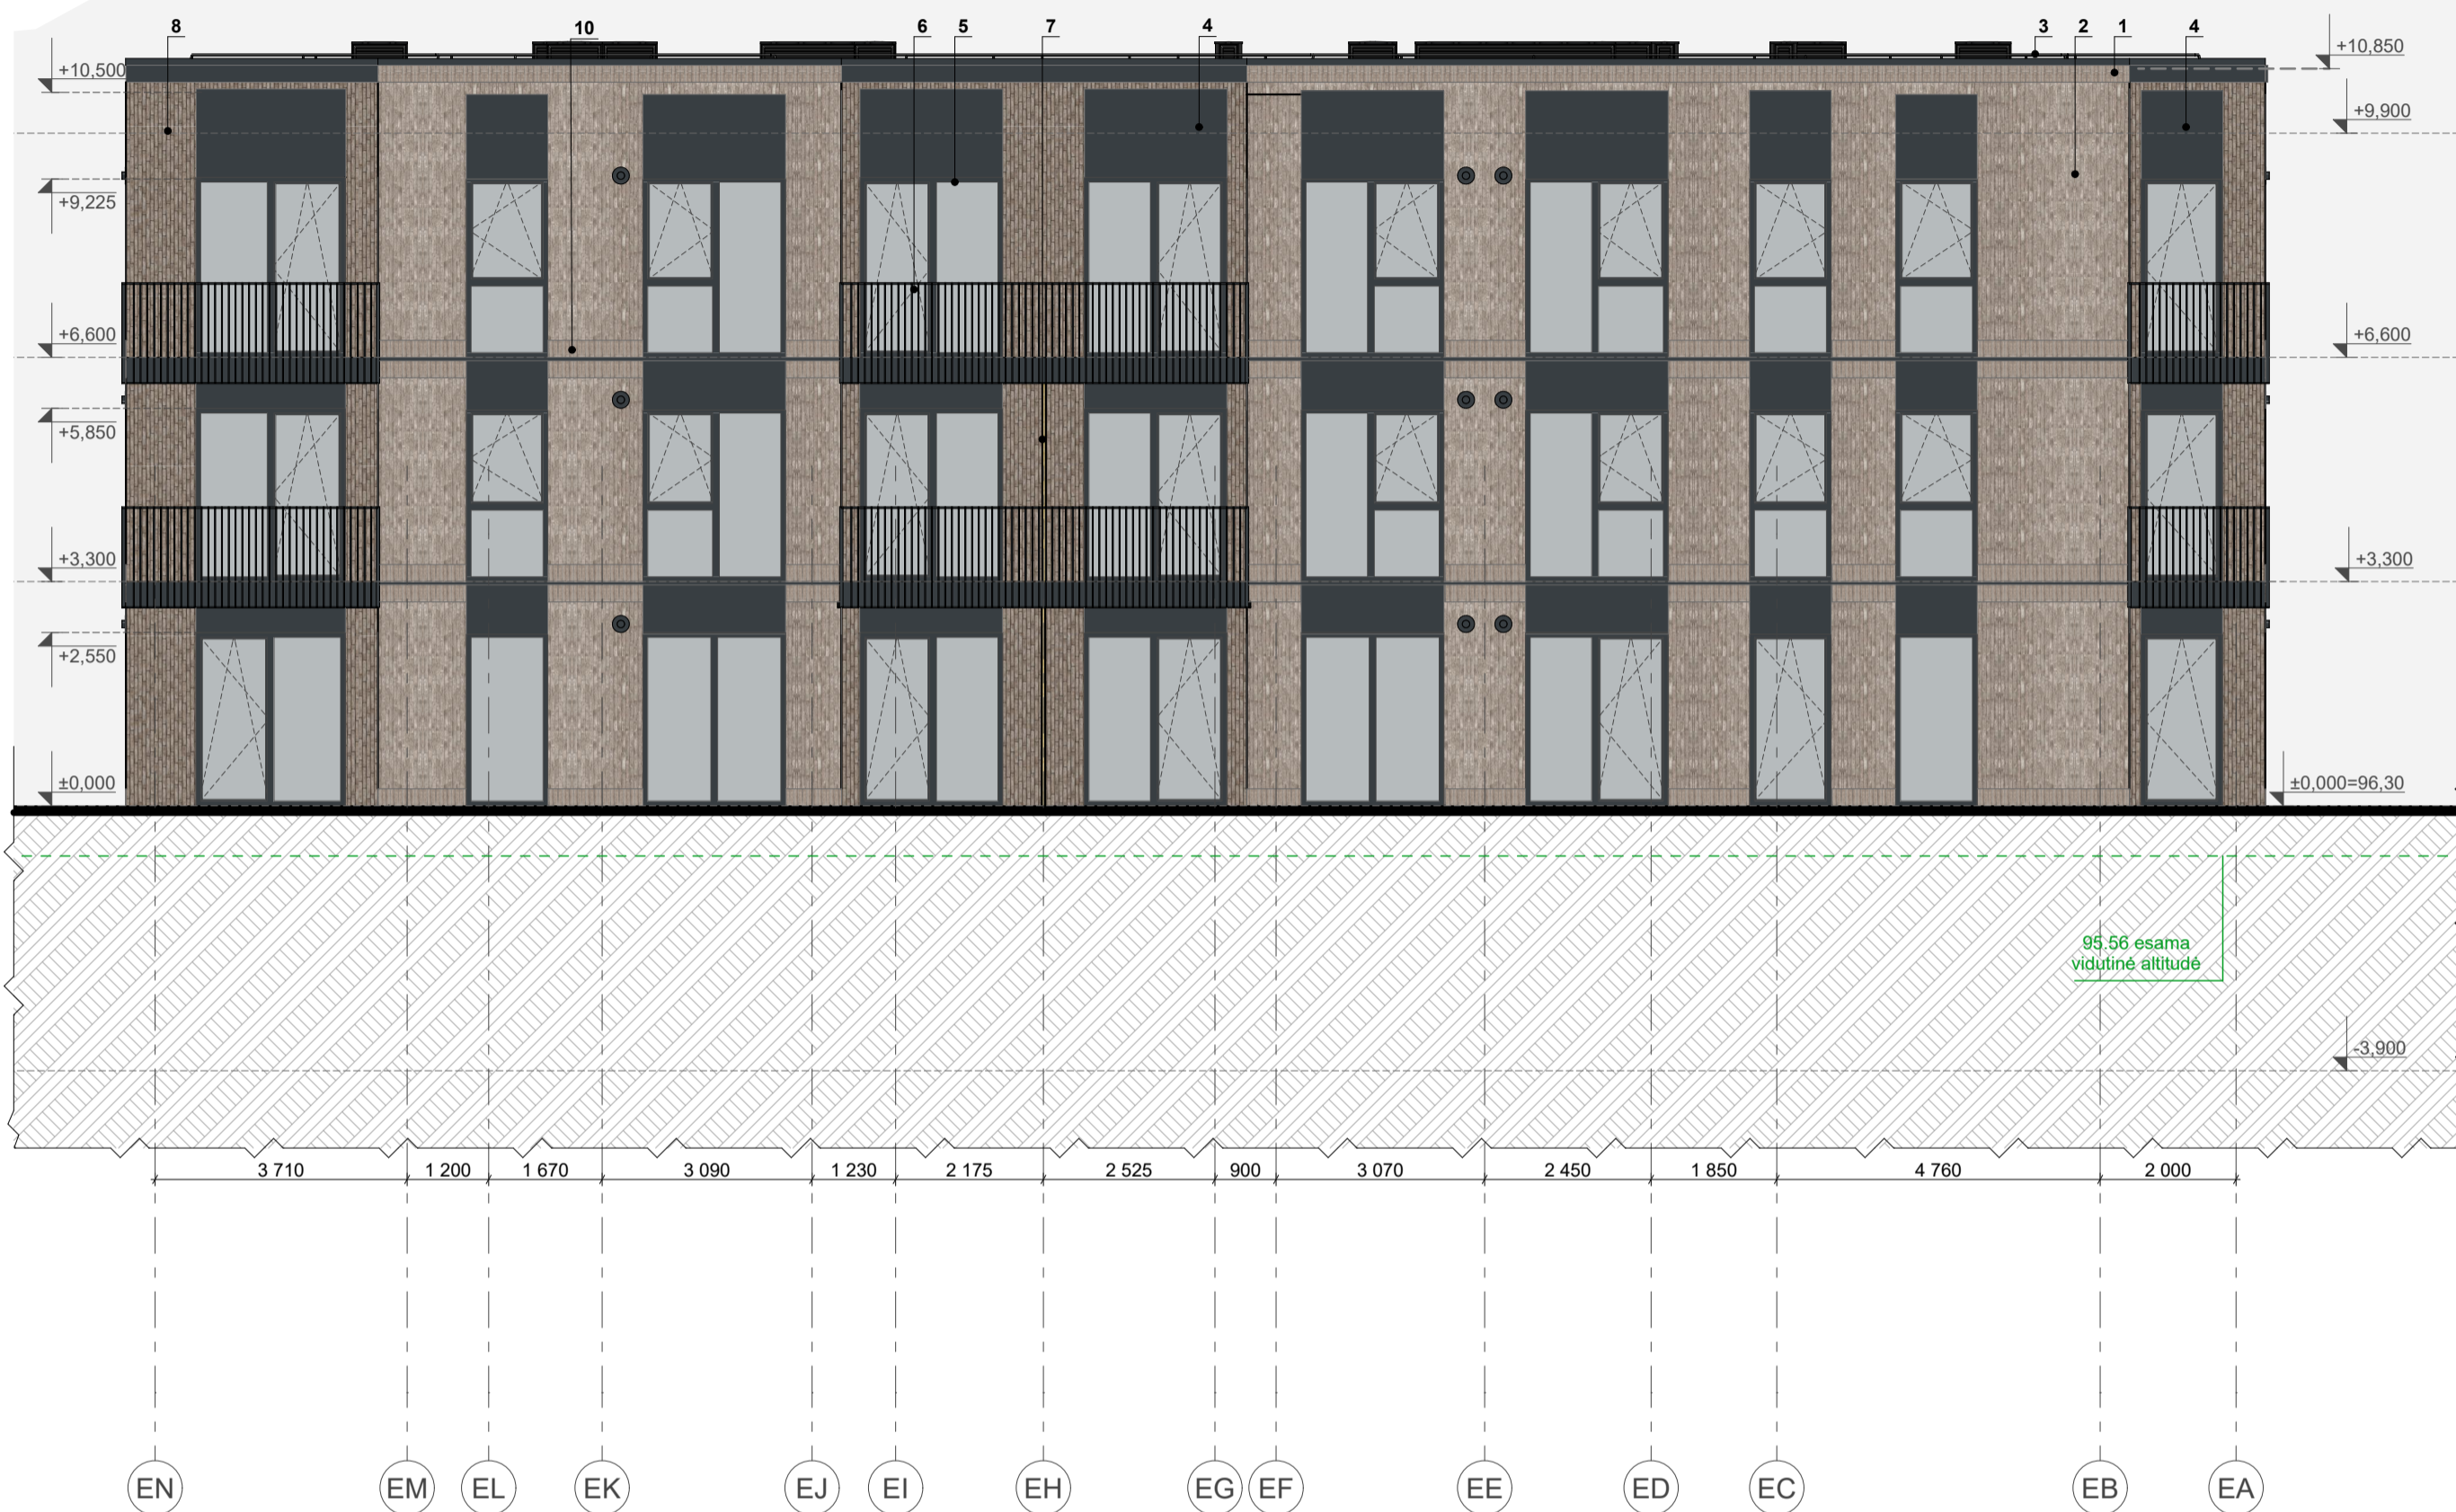 8 10 6 5 7 4 3 2 1 4
+10,500 +10,850
+9,900
+9,225
+6,600 +6,600
+5,850
+3,300 +3,300
+2,550
±0,000 ±0,000=96,30
95.56 esama
vidutinė altitudė
-3,900
3 710 1 200 1 670 3 090 1 230 2 175 2 525 900 3 070 2 450 1 850 4 760 2 000
EN EM EL EK EJ EI EH EG EF EE ED EC EB EA